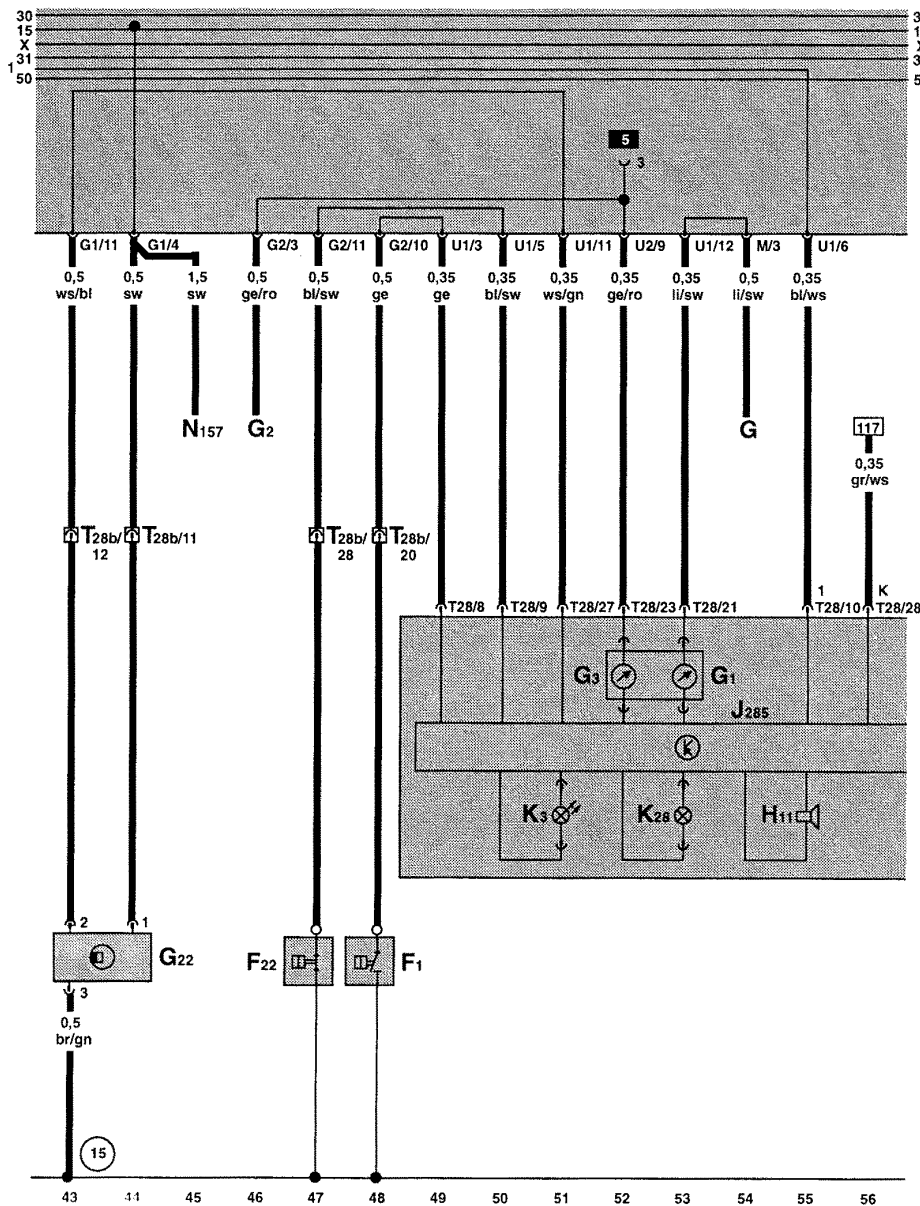 30 3
15 1
X X
31 3
1
50 5
5
3
G1/11 G1/4 G2/3 G2/11 G2/10 U1/3 U1/5 U1/11 U2/9 U1/12 M/3 U1/6
0,5 0,5 1,5 0,5 0,5 0,5 0,35 0,35 0,35 0,35 0,35 0,5 0,35
ws/bl sw sw ge/ro bl/sw ge ge bl/sw ws/gn ge/ro li/sw li/sw bl/ws
N157 G2 G
117
0,35
gr/ws
T28b/ T28b/11 T28b/ T28b/
12 28 20
1 K
T28/8 T28/9 T28/27 T28/23 T28/21 T28/10 T28/28
G3 G1
J285
K
K3 K28 H11
2 1
G22 F22 F1
3
0,5
br/gn
15
43 44 45 46 47 48 49 50 51 52 53 54 55 56